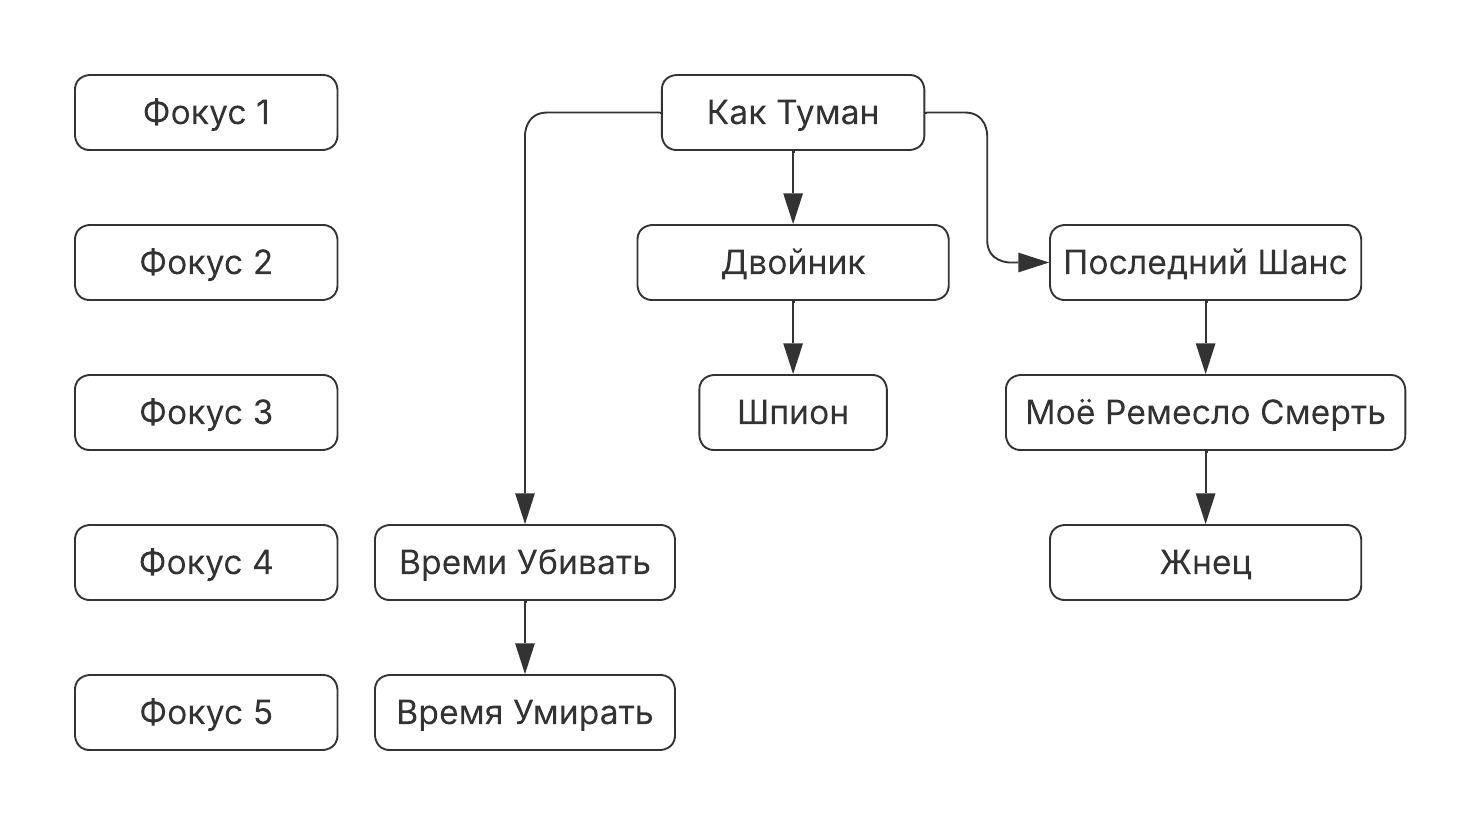 Фокус 1
Как Туман
Фокус 2
Двойник
Последний Шанс
Фокус 3
Шпион
Моё Ремесло Смерть
Фокус 4
Всеми Убивать
Жнец
Фокус 5
Время Умирать